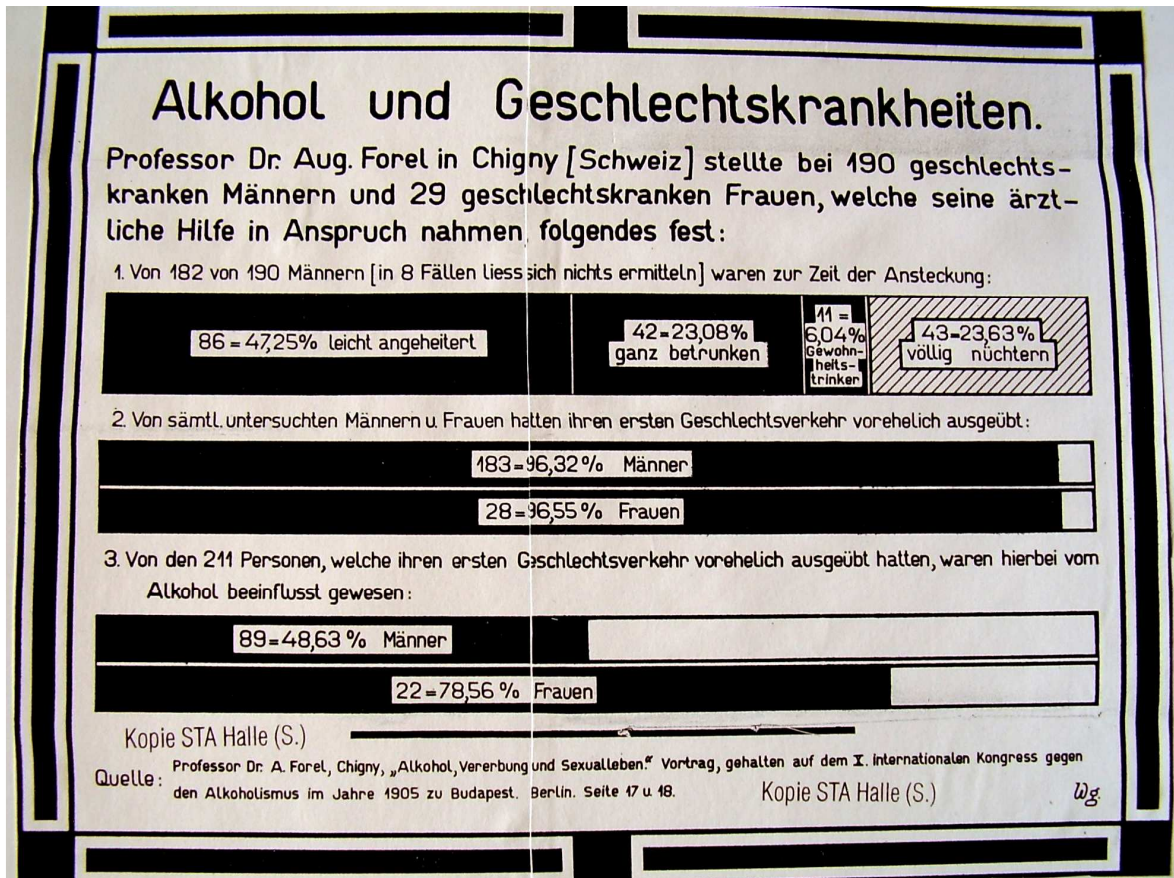 Alkohol und Geschlechtskrankheiten.
Professor Dr. Aug. Forel in Chigny [Schweiz] stellte bei 190 geschlechts-
kranken Männern und 29 geschlechtskranken Frauen, welche seine ärzt-
liche Hilfe in Anspruch nahmen, folgendes fest:
1. Von 182 von 190 Männern [in 8 Fällen liess sich nichts ermitteln] waren zur Zeit der Ansteckung:
86=47,25% leicht angeheitert
42=23,08%
ganz betrunken
11=
6,04%
Gewohn-
heits-
trinker
43=23,63%
völlig nüchtern
2. Von sämtl. untersuchten Männern u. Frauen hatten ihren ersten Geschlechtsverkehr vorehelich ausgeübt:
183=96,32% Männer
28=96,55% Frauen
3. Von den 211 Personen, welche ihren ersten Geschlechtsverkehr vorehelich ausgeübt hatten, waren hierbei vom
Alkohol beeinflusst gewesen:
89=48,63% Männer
22=78,56% Frauen
Kopie STA Halle (S.)
Quelle: Professor Dr. A. Forel, Chigny, „Alkohol, Vererbung und Sexualleben." Vortrag, gehalten auf dem X. Internationalen Kongress gegen
den Alkoholismus im Jahre 1905 zu Budapest. Berlin. Seite 17 u. 18.
Kopie STA Halle (S.)
Wg.